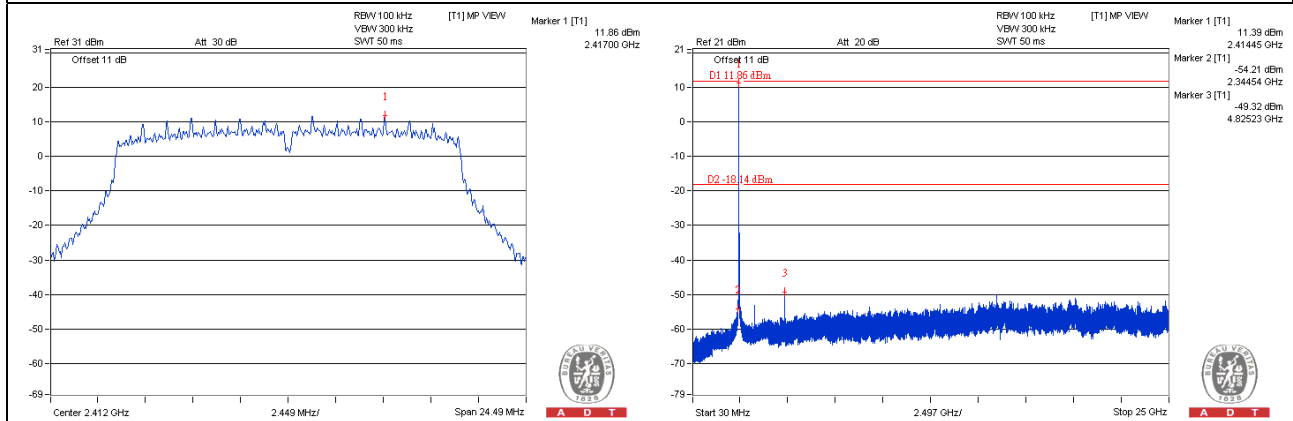 RBW 100 kHz [T1] MP VIEW
VBW 300 kHz
Ref 31 dBm Att 30 dB SWT 50 ms
Marker 1 [T1]
11.86 dBm
2.41700 GHz
Offset 11 dB
31
20
10
0
-10
-20
-30
-40
-50
-60
-69
1
Center 2.412 GHz 2.449 MHz/ Span 24.49 MHz
BUREAU VERITAS
1828
A D T
RBW 100 kHz [T1] MP VIEW
VBW 300 kHz
Ref 21 dBm Att 20 dB SWT 50 ms
Marker 1 [T1]
11.39 dBm
2.41445 GHz
Marker 2 [T1]
-54.21 dBm
2.34454 GHz
Marker 3 [T1]
-49.32 dBm
4.82523 GHz
Offset 11 dB
21
10
0
-10
-20
-30
-40
-50
-60
-70
-79
1
D1 11.86 dBm
D2 -18.14 dBm
2
3
Start 30 MHz 2.497 GHz/ Stop 25 GHz
BUREAU VERITAS
1828
A D T